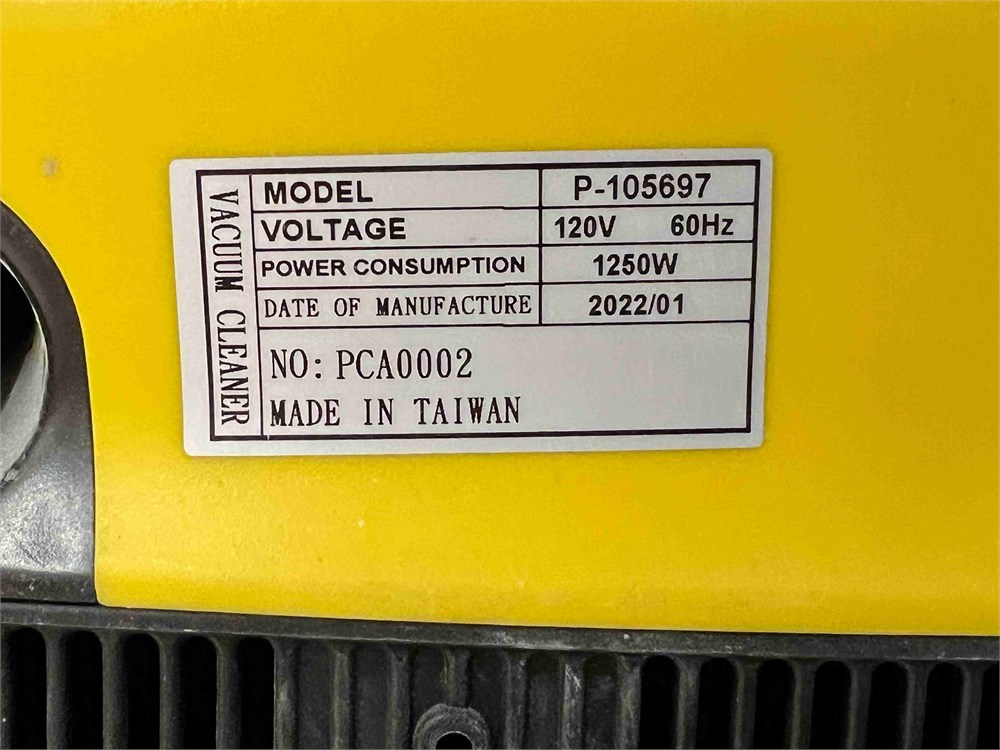 VACUUM CLEANER
MODEL P-105697
VOLTAGE 120V 60Hz
POWER CONSUMPTION 1250W
DATE OF MANUFACTURE 2022/01
NO: PCA0002
MADE IN TAIWAN